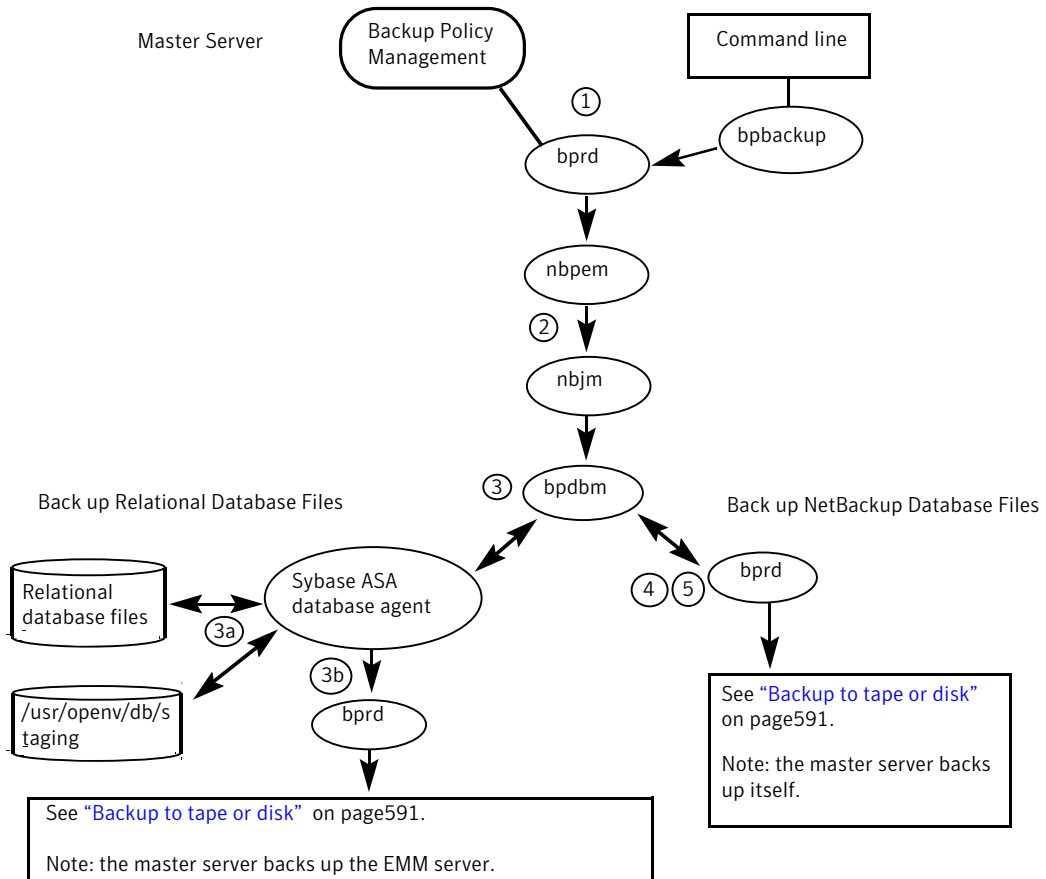 Master Server
Backup Policy
Management
Command line
1
bpbackup
bprd
nbpem
2
nbjm
3
bpdbm
Back up Relational Database Files
Back up NetBackup Database Files
Sybase ASA
database agent
Relational
database files
3a
4
5
bprd
3b
/usr/openv/db/s
taging
bprd
See “Backup to tape or disk”
on page591.
Note: the master server backs
up itself.
See “Backup to tape or disk” on page591.
Note: the master server backs up the EMM server.